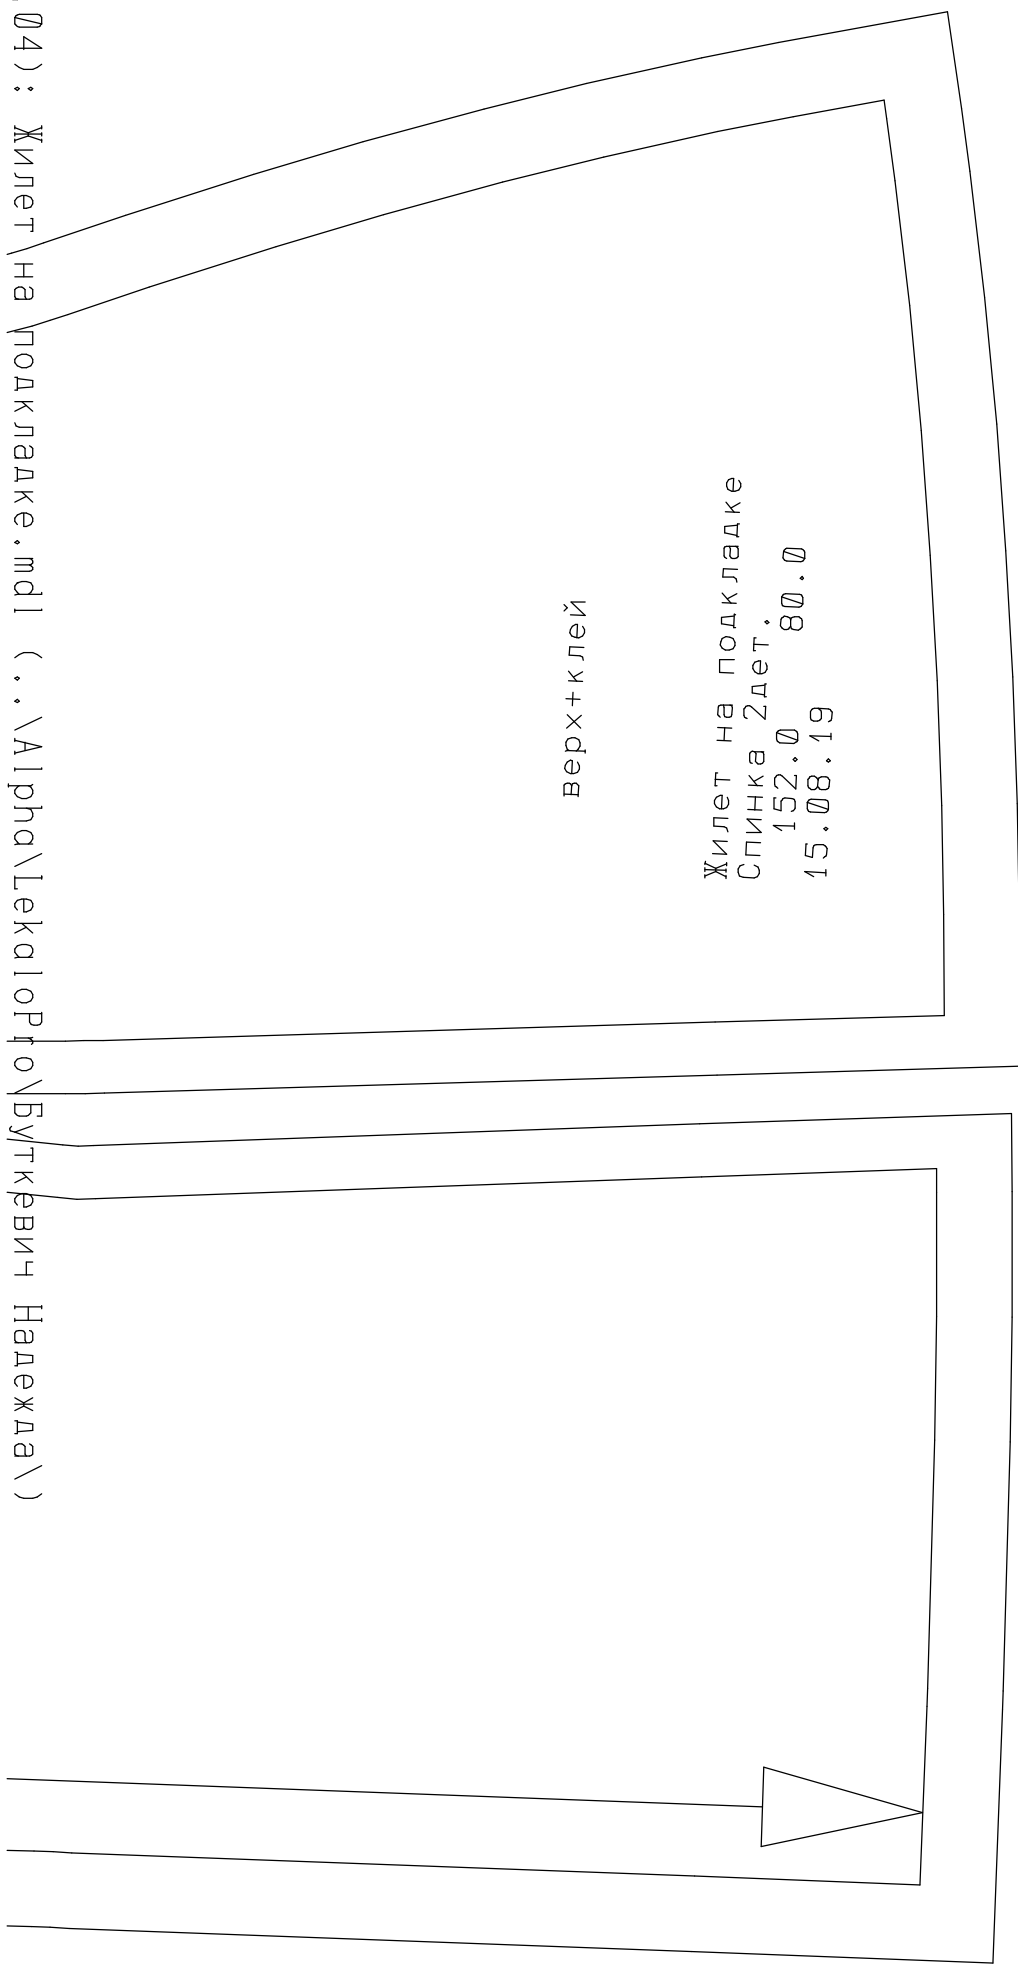 04): Жилет на подкладке.mdl (..\Alpha\LekaloPro\Буткевич Надежда\)
верх+клей
Жилет на подкладке
Спинка 2дет.
152.0 80.0
15.08.19